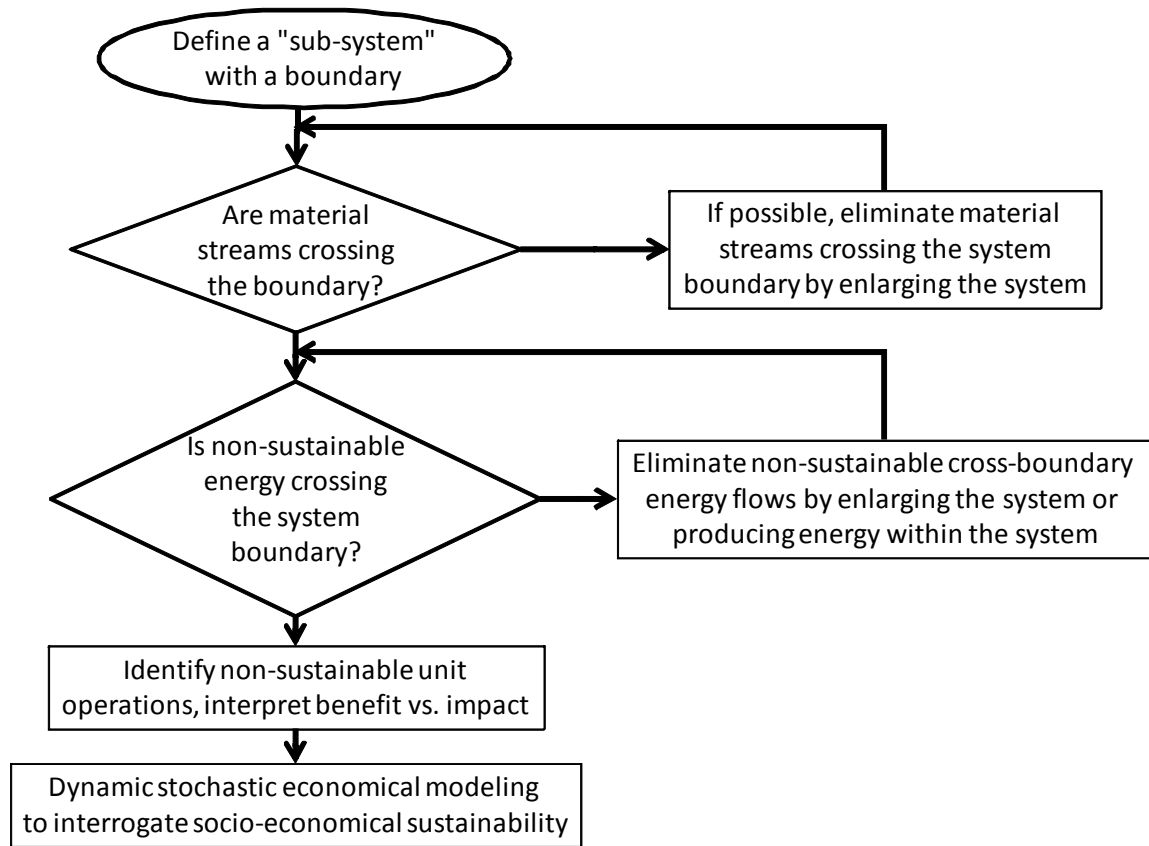 Define a "sub-system"
with a boundary
Are material
streams crossing
the boundary?
If possible, eliminate material
streams crossing the system
boundary by enlarging the system
Is non-sustainable
energy crossing
the system
boundary?
Eliminate non-sustainable cross-boundary
energy flows by enlarging the system or
producing energy within the system
Identify non-sustainable unit
operations, interpret benefit vs. impact
Dynamic stochastic economical modeling
to interrogate socio-economical sustainability